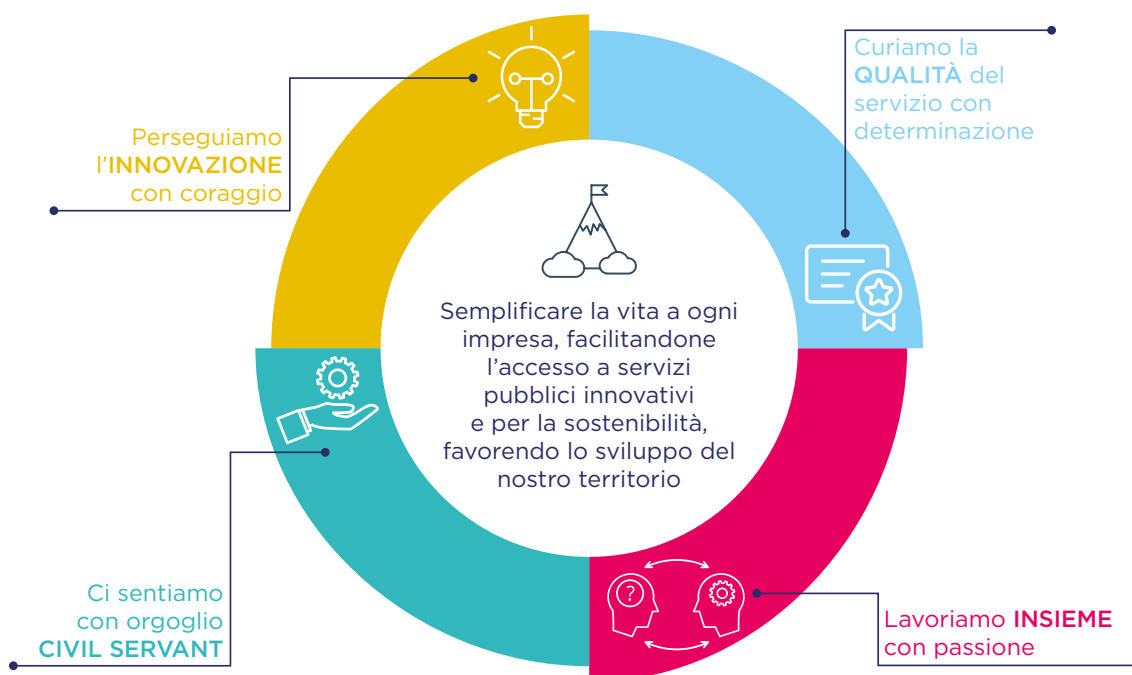 Perseguiamo
l'INNOVAZIONE
con coraggio
Curiamo la
QUALITÀ del
servizio con
determinazione
Semplificare la vita a ogni
impresa, facilitandone
l'accesso a servizi
pubblici innovativi
e per la sostenibilità,
favorendo lo sviluppo del
nostro territorio
Ci sentiamo
con orgoglio
CIVIL SERVANT
?
Lavoriamo INSIEME
con passione